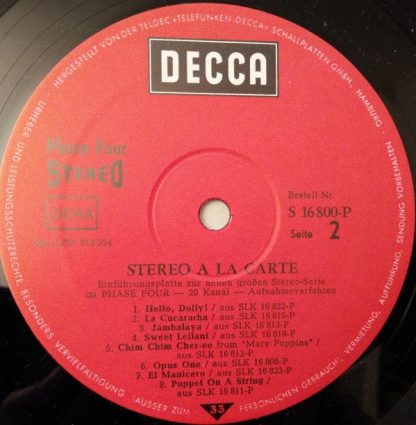 HERGESTELLT VON DER TELDEC »TELEFUNKEN DECCA« SCHALLPLATTEN GMBH, HAMBURG
URHEBER UND LEISTUNGSSCHUTZRECHTE BESONDERS VERVIELFÄLTIGUNG AUSSER ZUM PERSÖNLICHEN GEBRAUCH, VERMIETUNG, AUFFÜHRUNG, SENDUNG VORBEHALTEN
DECCA
Phase Four
STEREO
Bestell-Nr.
S 16800-P
Seite 2
STEREO A LA CARTE
Einführungsplatte zur neuen großen Stereo-Serie
im PHASE FOUR — 20 Kanal — Aufnahmeverfahren
1. Hello, Dolly! / aus SLK 16 822-P
2. La Cucaracha / aus SLK 16 816-P
3. Jambalaya / aus SLK 16 813-P
4. Sweet Leilani / aus SLK 16 819-P
5. Chim Chim Cher-ee from "Mary Poppins" /
aus SLK 16 812-P
6. Opus One / aus SLK 16 808-P
7. El Manicero / aus SLK 16 823-P
8. Puppet On A String /
aus SLK 16 811-P
33